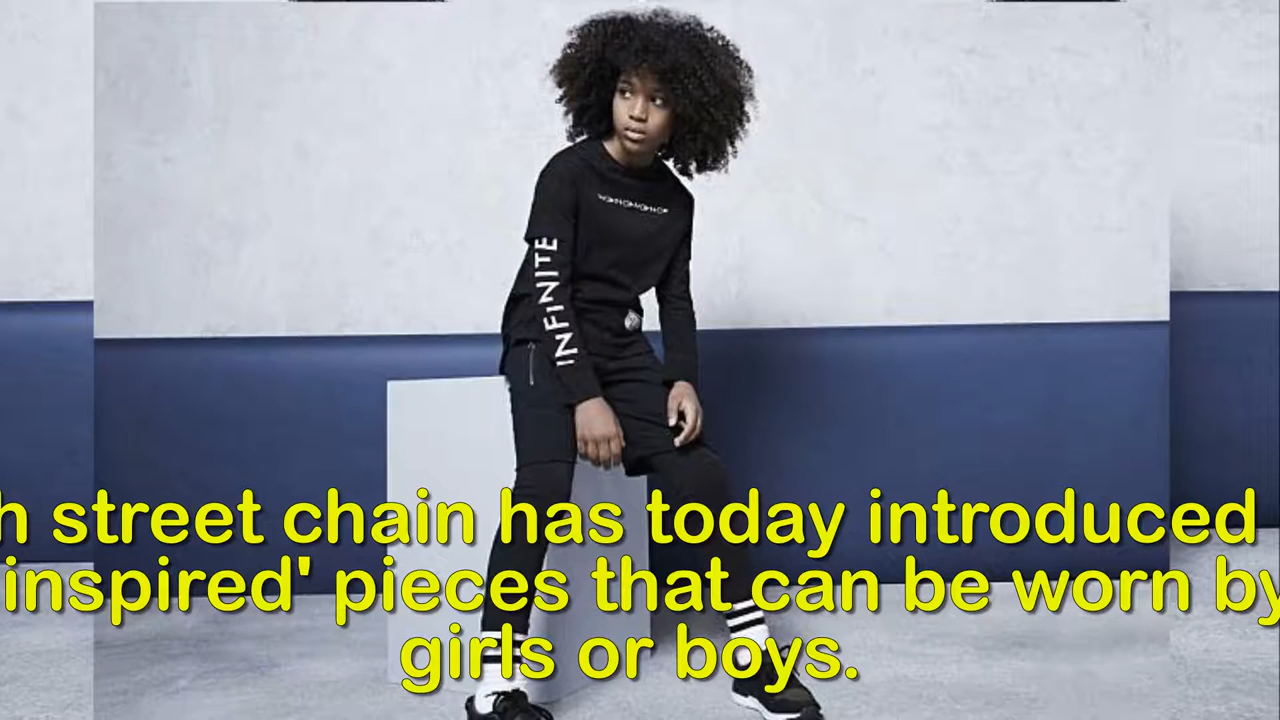 INFINITE
h street chain has today introduced
inspired' pieces that can be worn by
girls or boys.